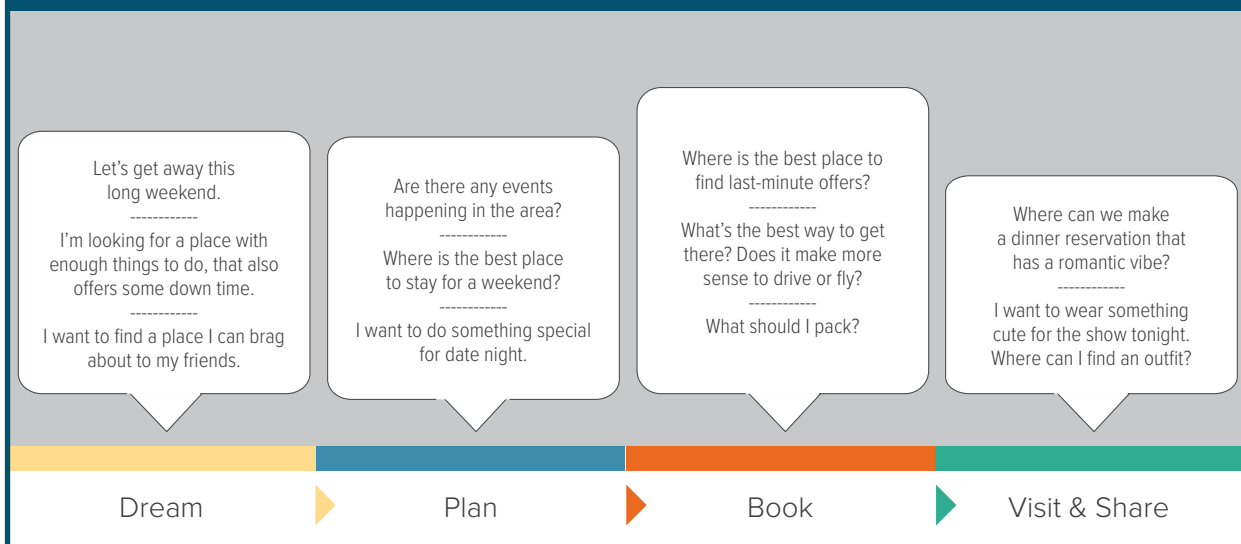 Let’s get away this
long weekend.
------------
I’m looking for a place with
enough things to do, that also
offers some down time.
------------
I want to find a place I can brag
about to my friends.
Are there any events
happening in the area?
------------
Where is the best place
to stay for a weekend?
------------
I want to do something special
for date night.
Where is the best place to
find last-minute offers?
------------
What’s the best way to get
there? Does it make more
sense to drive or fly?
------------
What should I pack?
Where can we make
a dinner reservation that
has a romantic vibe?
------------
I want to wear something
cute for the show tonight.
Where can I find an outfit?
Dream
Plan
Book
Visit & Share